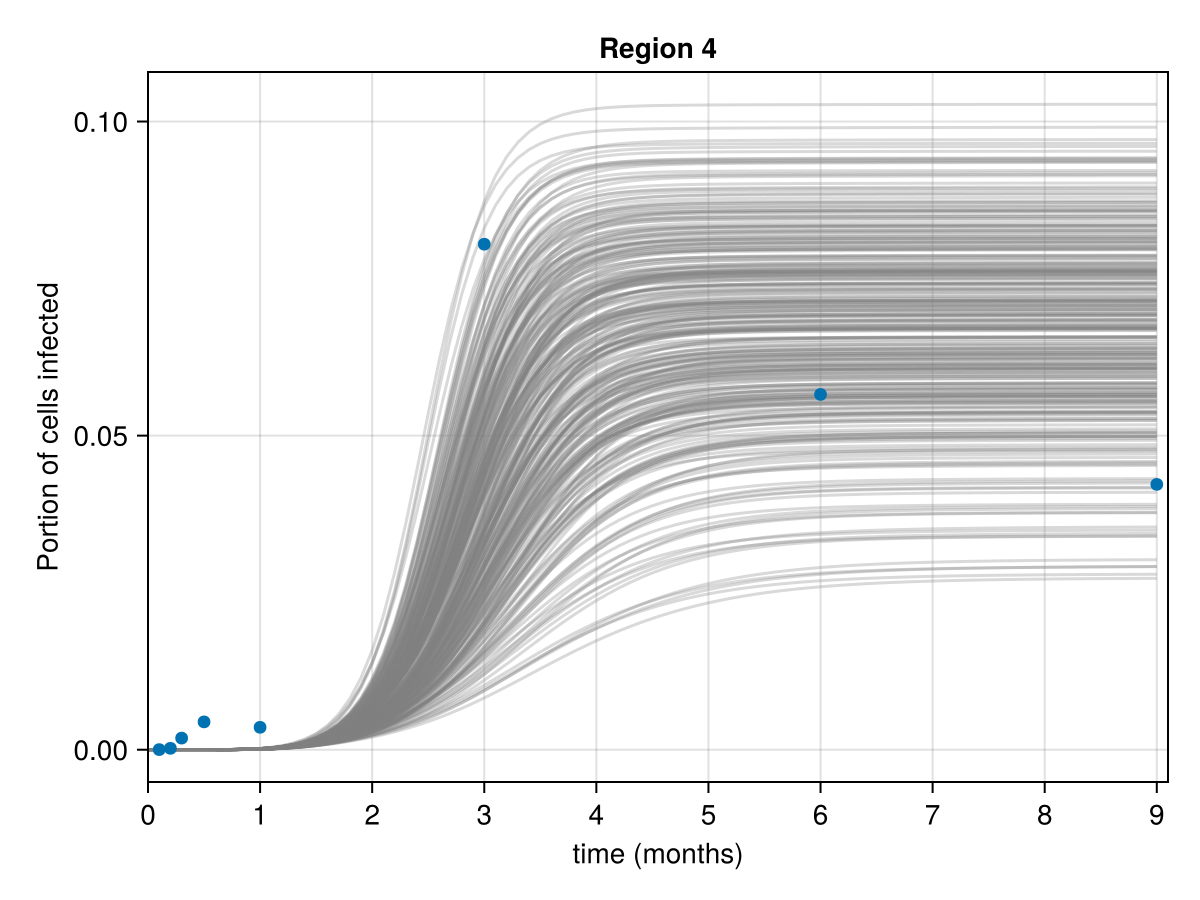 Region 4
0.10
0.05
0.00
Portion of cells infected
0 1 2 3 4 5 6 7 8 9
time (months)